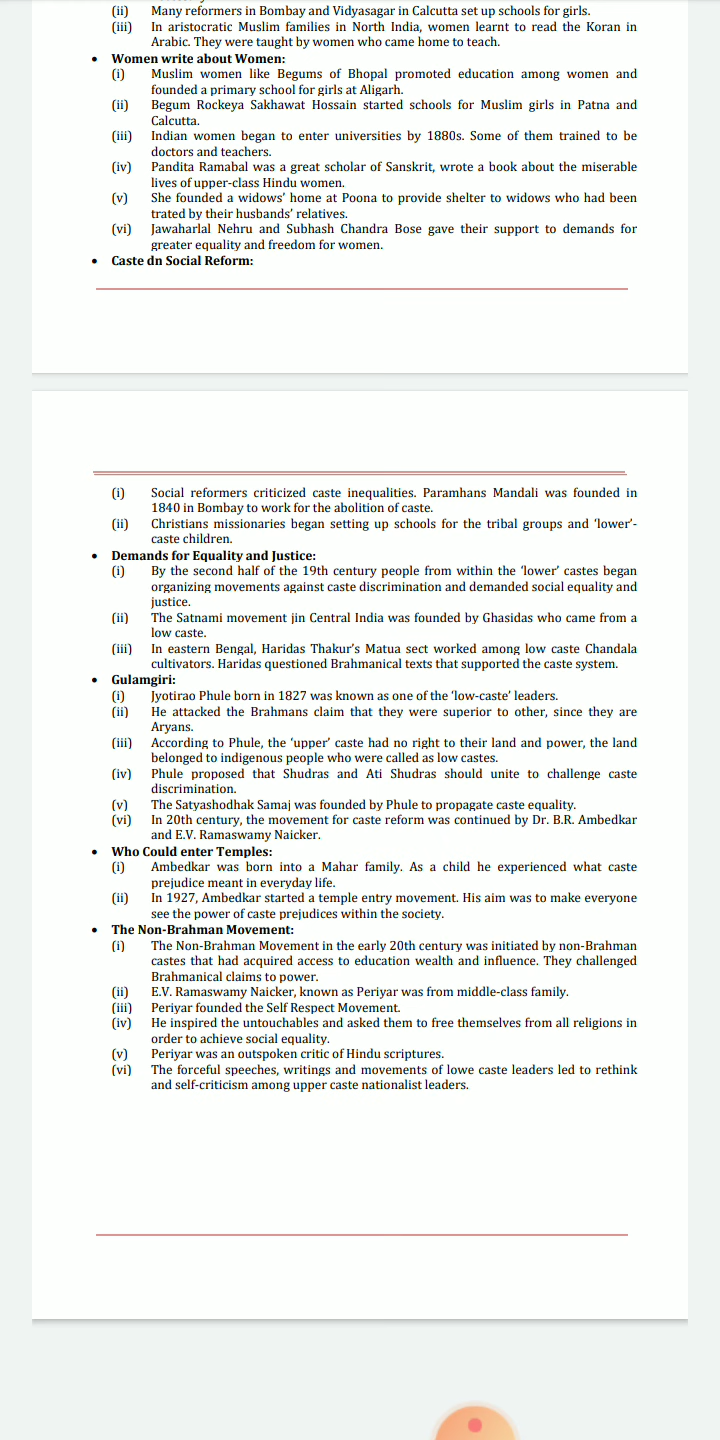 (ii) Many reformers in Bombay and Vidyasagar in Calcutta set up schools for girls.
(iii) In aristocratic Muslim families in North India, women learnt to read the Koran in
Arabic. They were taught by women who came home to teach.
• Women write about Women:
(i) Muslim women like Begums of Bhopal promoted education among women and
founded a primary school for girls at Aligarh.
(ii) Begum Rockeya Sakhawat Hossain started schools for Muslim girls in Patna and
Calcutta.
(iii) Indian women began to enter universities by 1880s. Some of them trained to be
doctors and teachers.
(iv) Pandita Ramabal was a great scholar of Sanskrit, wrote a book about the miserable
lives of upper-class Hindu women.
(v) She founded a widows’ home at Poona to provide shelter to widows who had been
trated by their husbands’ relatives.
(vi) Jawaharlal Nehru and Subhash Chandra Bose gave their support to demands for
greater equality and freedom for women.
• Caste dn Social Reform:
(i) Social reformers criticized caste inequalities. Paramhans Mandali was founded in
1840 in Bombay to work for the abolition of caste.
(ii) Christians missionaries began setting up schools for the tribal groups and ‘lower’-
caste children.
• Demands for Equality and Justice:
(i) By the second half of the 19th century people from within the ‘lower’ castes began
organizing movements against caste discrimination and demanded social equality and
justice.
(ii) The Satnami movement jin Central India was founded by Ghasidas who came from a
low caste.
(iii) In eastern Bengal, Haridas Thakur’s Matua sect worked among low caste Chandala
cultivators. Haridas questioned Brahmanical texts that supported the caste system.
• Gulamgiri:
(i) Jyotirao Phule born in 1827 was known as one of the ‘low-caste’ leaders.
(ii) He attacked the Brahmans claim that they were superior to other, since they are
Aryans.
(iii) According to Phule, the ‘upper’ caste had no right to their land and power, the land
belonged to indigenous people who were called as low castes.
(iv) Phule proposed that Shudras and Ati Shudras should unite to challenge caste
discrimination.
(v) The Satyashodhak Samaj was founded by Phule to propagate caste equality.
(vi) In 20th century, the movement for caste reform was continued by Dr. B.R. Ambedkar
and E.V. Ramaswamy Naicker.
• Who Could enter Temples:
(i) Ambedkar was born into a Mahar family. As a child he experienced what caste
prejudice meant in everyday life.
(ii) In 1927, Ambedkar started a temple entry movement. His aim was to make everyone
see the power of caste prejudices within the society.
• The Non-Brahman Movement:
(i) The Non-Brahman Movement in the early 20th century was initiated by non-Brahman
castes that had acquired access to education wealth and influence. They challenged
Brahmanical claims to power.
(ii) E.V. Ramaswamy Naicker, known as Periyar was from middle-class family.
(iii) Periyar founded the Self Respect Movement.
(iv) He inspired the untouchables and asked them to free themselves from all religions in
order to achieve social equality.
(v) Periyar was an outspoken critic of Hindu scriptures.
(vi) The forceful speeches, writings and movements of lowe caste leaders led to rethink
and self-criticism among upper caste nationalist leaders.